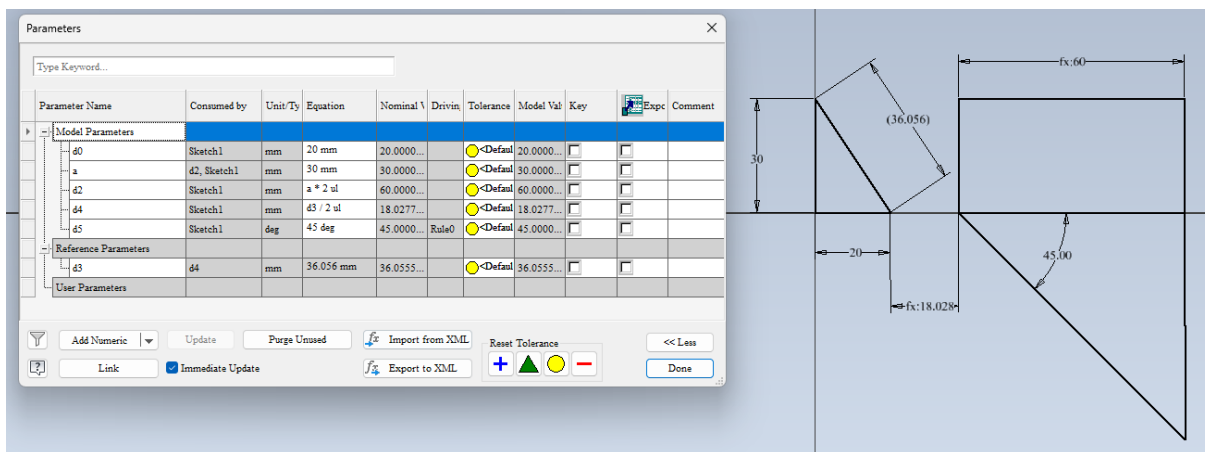 Parameters
Type Keyword...
Parameter Name Consumed by Unit/Ty Equation Nominal V Drivin Tolerance Model Val Key Expc Comment
Model Parameters
d0 Sketch1 mm 20 mm 20.0000... <Defaul 20.0000...
a d2, Sketch1 mm 30 mm 30.0000... <Defaul 30.0000...
d2 Sketch1 mm a * 2 ul 60.0000... <Defaul 60.0000...
d4 Sketch1 mm d3 / 2 ul 18.0277... <Defaul 18.0277...
d5 Sketch1 deg 45 deg 45.0000... Rule0 <Defaul 45.0000...
Reference Parameters
d3 d4 mm 36.056 mm 36.0555... <Defaul 36.0555...
User Parameters
Add Numeric Update Purge Unused fx Import from XML Reset Tolerance << Less
Link Immediate Update fx Export to XML Done
fx:60
(36.056)
30
20
45.00
fx:18.028